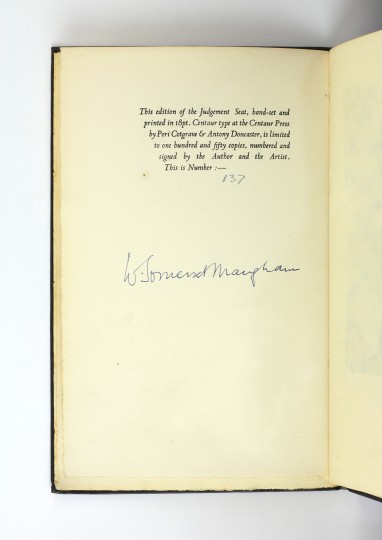 This edition of the Judgement Seat, hand-set and
printed in 18pt. Centaur type at the Centaur Press
by Peri Cotgrave & Antony Doncaster, is limited
to one hundred and fifty copies, numbered and
signed by the Author and the Artist.
This is Number :—
137
W. Somerset Maugham